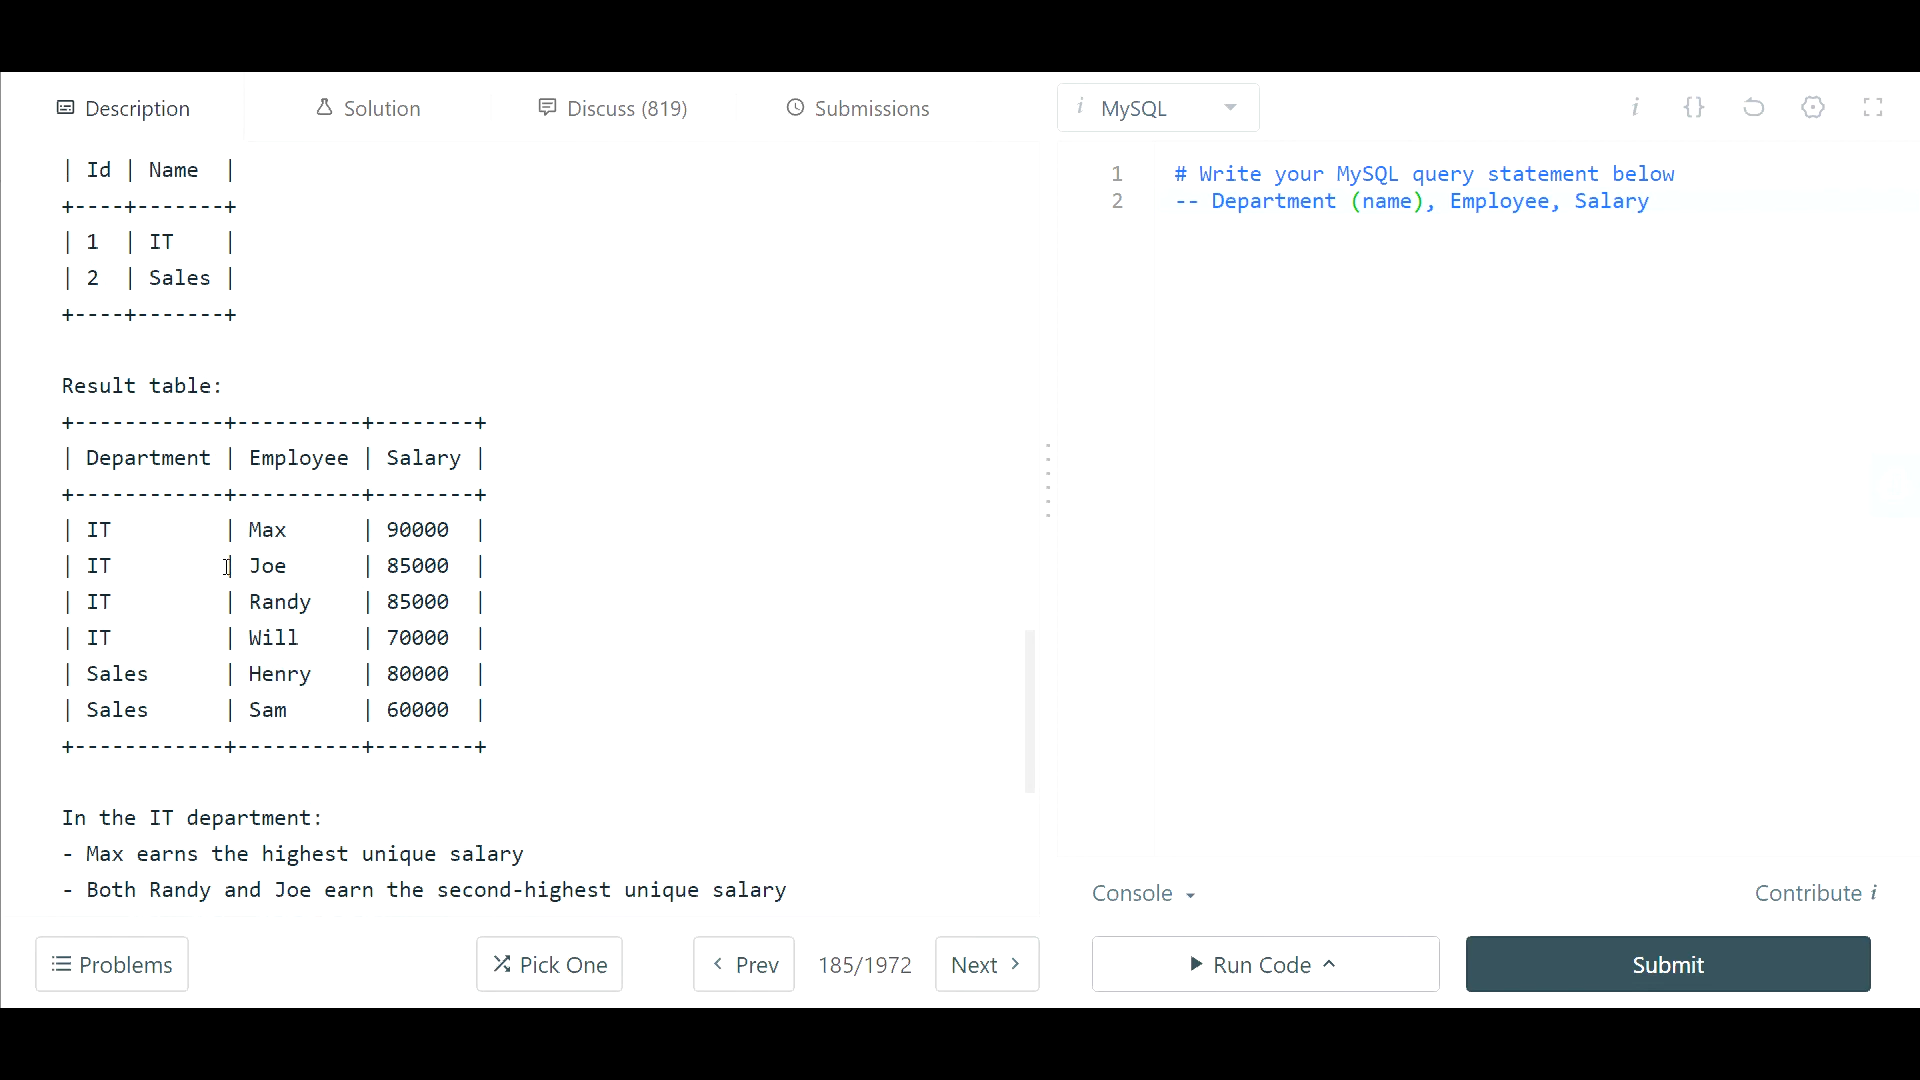 Description Solution Discuss (819) Submissions i MySQL i {}
| Id | Name |
+----+-------+
| 1 | IT |
| 2 | Sales |
+----+-------+
Result table:
+------------+----------+--------+
| Department | Employee | Salary |
+------------+----------+--------+
| IT | Max | 90000 |
| IT | Joe | 85000 |
| IT | Randy | 85000 |
| IT | Will | 70000 |
| Sales | Henry | 80000 |
| Sales | Sam | 60000 |
+------------+----------+--------+
In the IT department:
- Max earns the highest unique salary
- Both Randy and Joe earn the second-highest unique salary
1 # Write your MySQL query statement below
2 -- Department (name), Employee, Salary
Console Contribute i
Problems Pick One Prev 185/1972 Next Run Code Submit